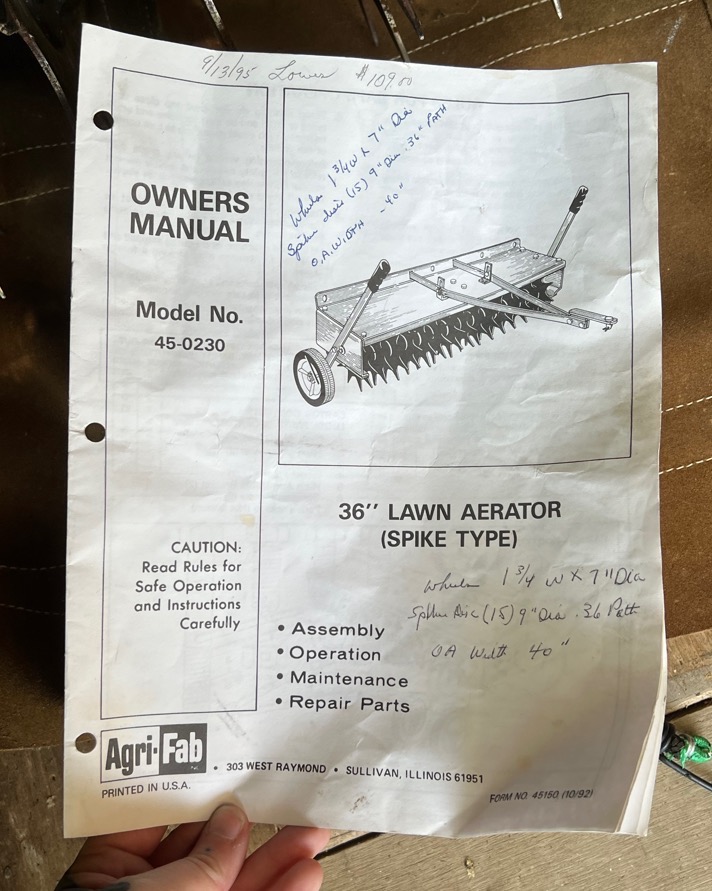 9/13/95 Lowes $109.00
Wheels 1 3/4 W X 7" Dia
Spike discs (15) 9" Dia. 36" PATH
O.A. WIDTH - 40"
OWNERS
MANUAL
Model No.
45-0230
36" LAWN AERATOR
(SPIKE TYPE)
CAUTION:
Read Rules for
Safe Operation
and Instructions
Carefully
Wheels 1 3/4 W X 7" Dia
Spike Disc (15) 9" Dia. 36 Path
OA Width 40"
• Assembly
• Operation
• Maintenance
• Repair Parts
Agri-Fab
• 303 WEST RAYMOND • SULLIVAN, ILLINOIS 61951
PRINTED IN U.S.A.
FORM NO. 45150 (10/92)